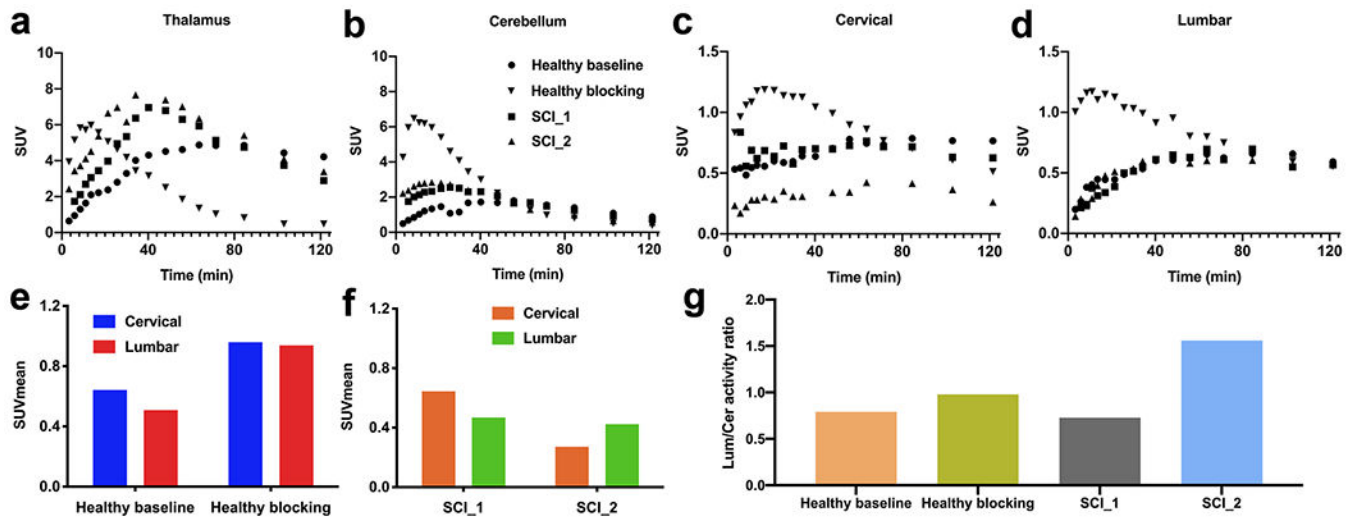 a
Thalamus
SUV
10
8
6
4
2
0
0
40
80
120
Time (min)
b
Cerebellum
SUV
10
8
6
4
2
0
0
40
80
120
Time (min)
Healthy baseline
Healthy blocking
SCI_1
SCI_2
c
Cervical
SUV
1.5
1.0
0.5
0.0
0
40
80
120
Time (min)
d
Lumbar
SUV
1.5
1.0
0.5
0.0
0
40
80
120
Time (min)
e
SUVmean
1.2
0.8
0.4
0.0
Cervical
Lumbar
Healthy baseline
Healthy blocking
f
SUVmean
1.2
0.8
0.4
0.0
Cervical
Lumbar
SCI_1
SCI_2
g
Lum/Cer activity ratio
2.0
1.5
1.0
0.5
0.0
Healthy baseline
Healthy blocking
SCI_1
SCI_2